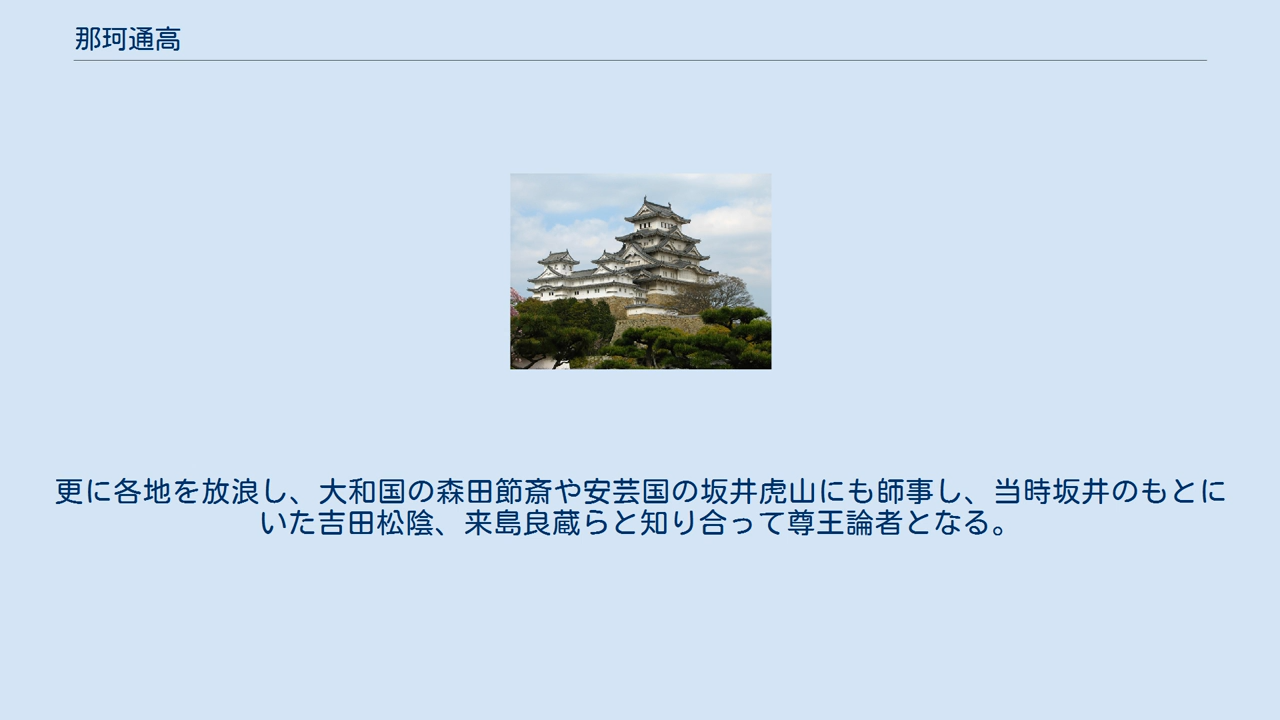 那珂通高
更に各地を放浪し、大和国の森田節斎や安芸国の坂井虎山にも師事し、当時坂井のもとに
いた吉田松陰、来島良蔵らと知り合って尊王論者となる。